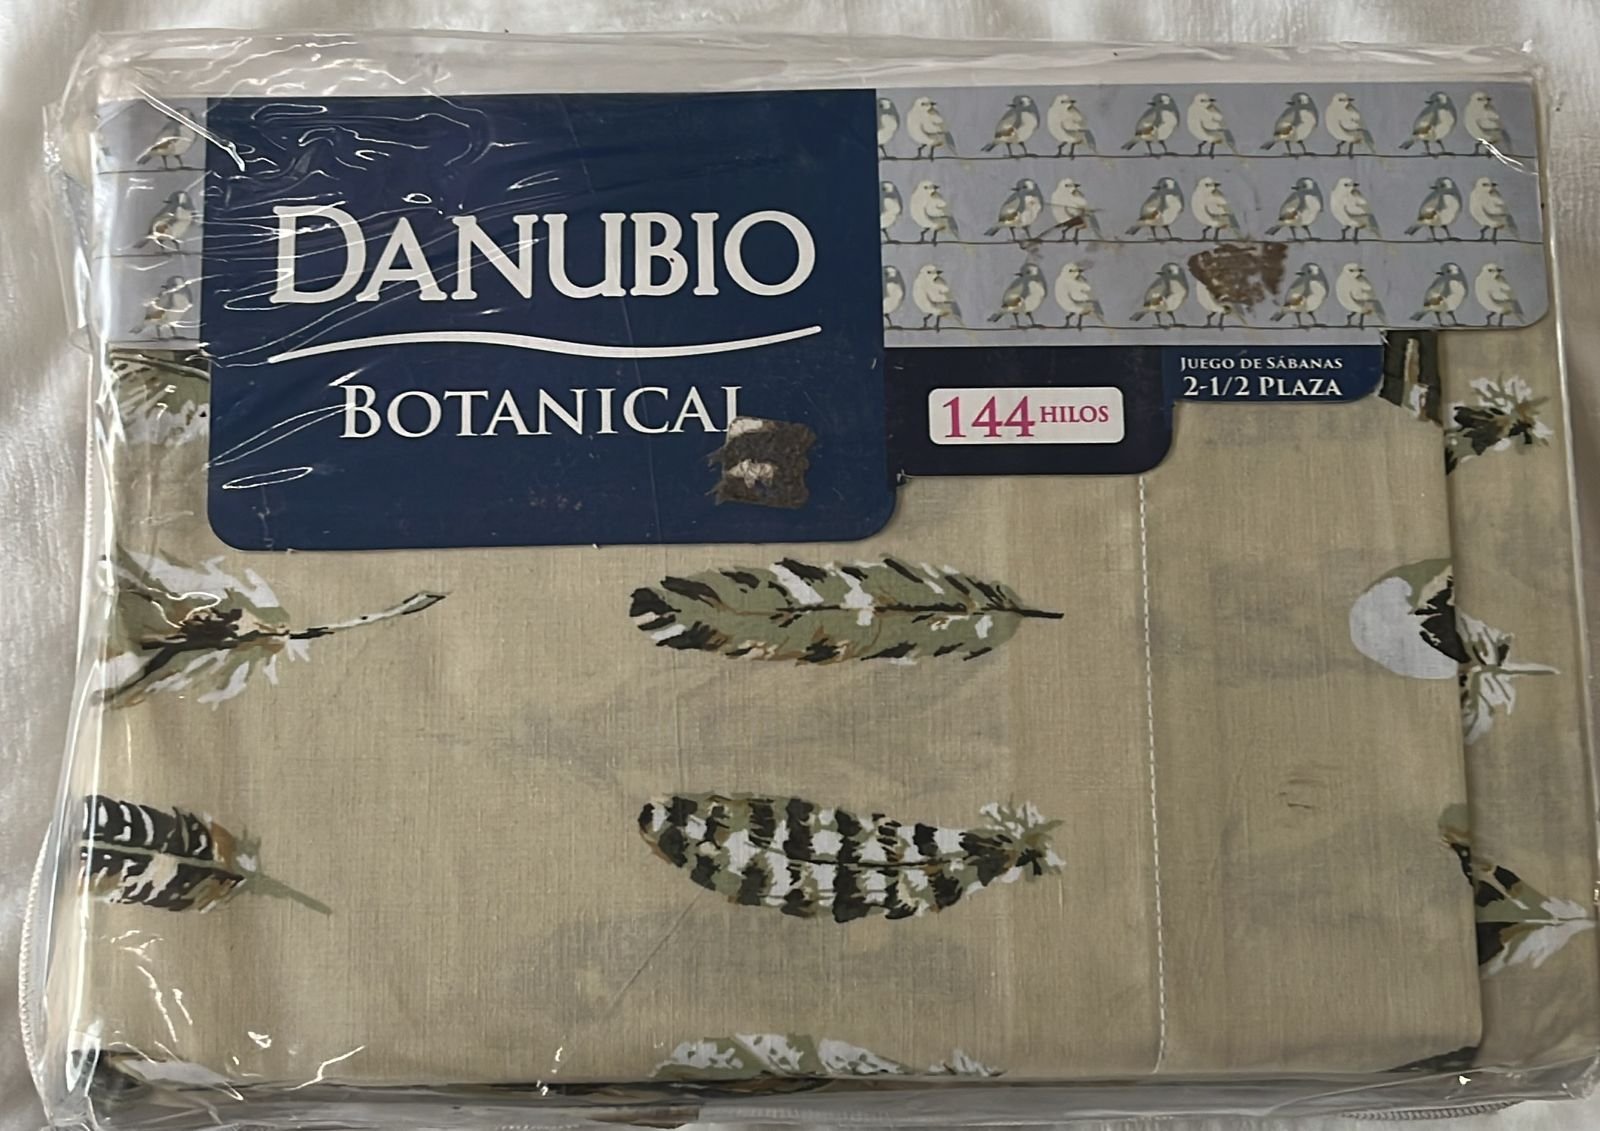 DANUBIO
BOTANICAL
144 HILOS
JUEGO DE SÁBANAS
2-1/2 PLAZA